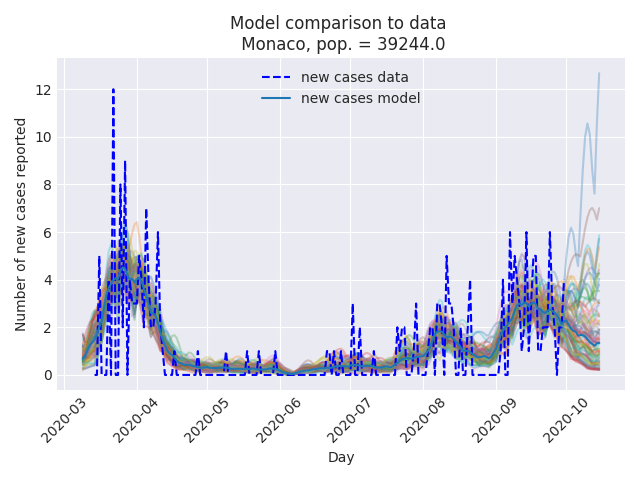 Model comparison to data
Monaco, pop. = 39244.0
new cases data
new cases model
Number of new cases reported
12
10
8
6
4
2
0
2020-03
2020-04
2020-05
2020-06
2020-07
2020-08
2020-09
2020-10
Day